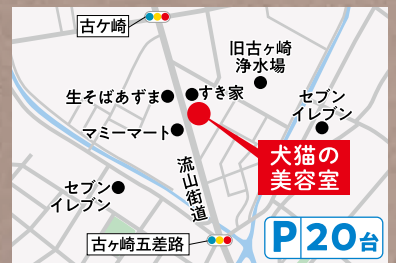 古ケ崎
旧古ヶ崎
浄水場
生そばあずま
すき家
セブン
イレブン
マミーマート
犬猫の
美容室
流山街道
セブン
イレブン
古ヶ崎五差路
P 20台